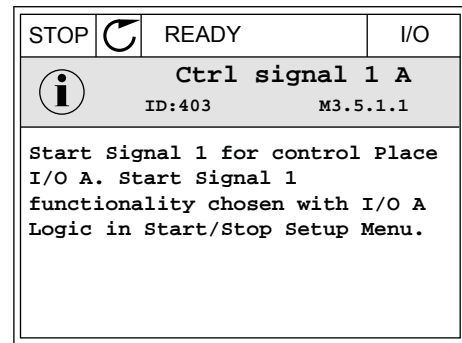 STOP READY I/O
Ctrl signal 1 A
ID:403 M3.5.1.1
Start Signal 1 for control Place
I/O A. Start Signal 1
functionality chosen with I/O A
Logic in Start/Stop Setup Menu.